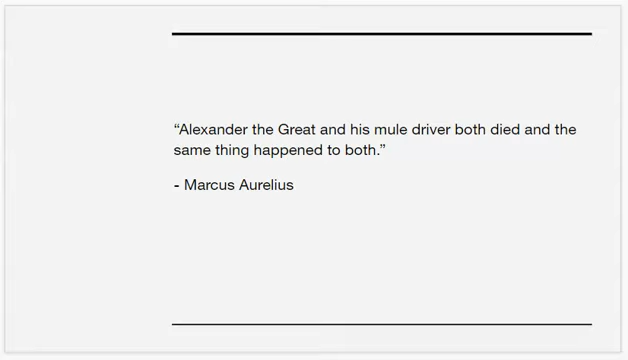 “Alexander the Great and his mule driver both died and the
same thing happened to both.”
- Marcus Aurelius